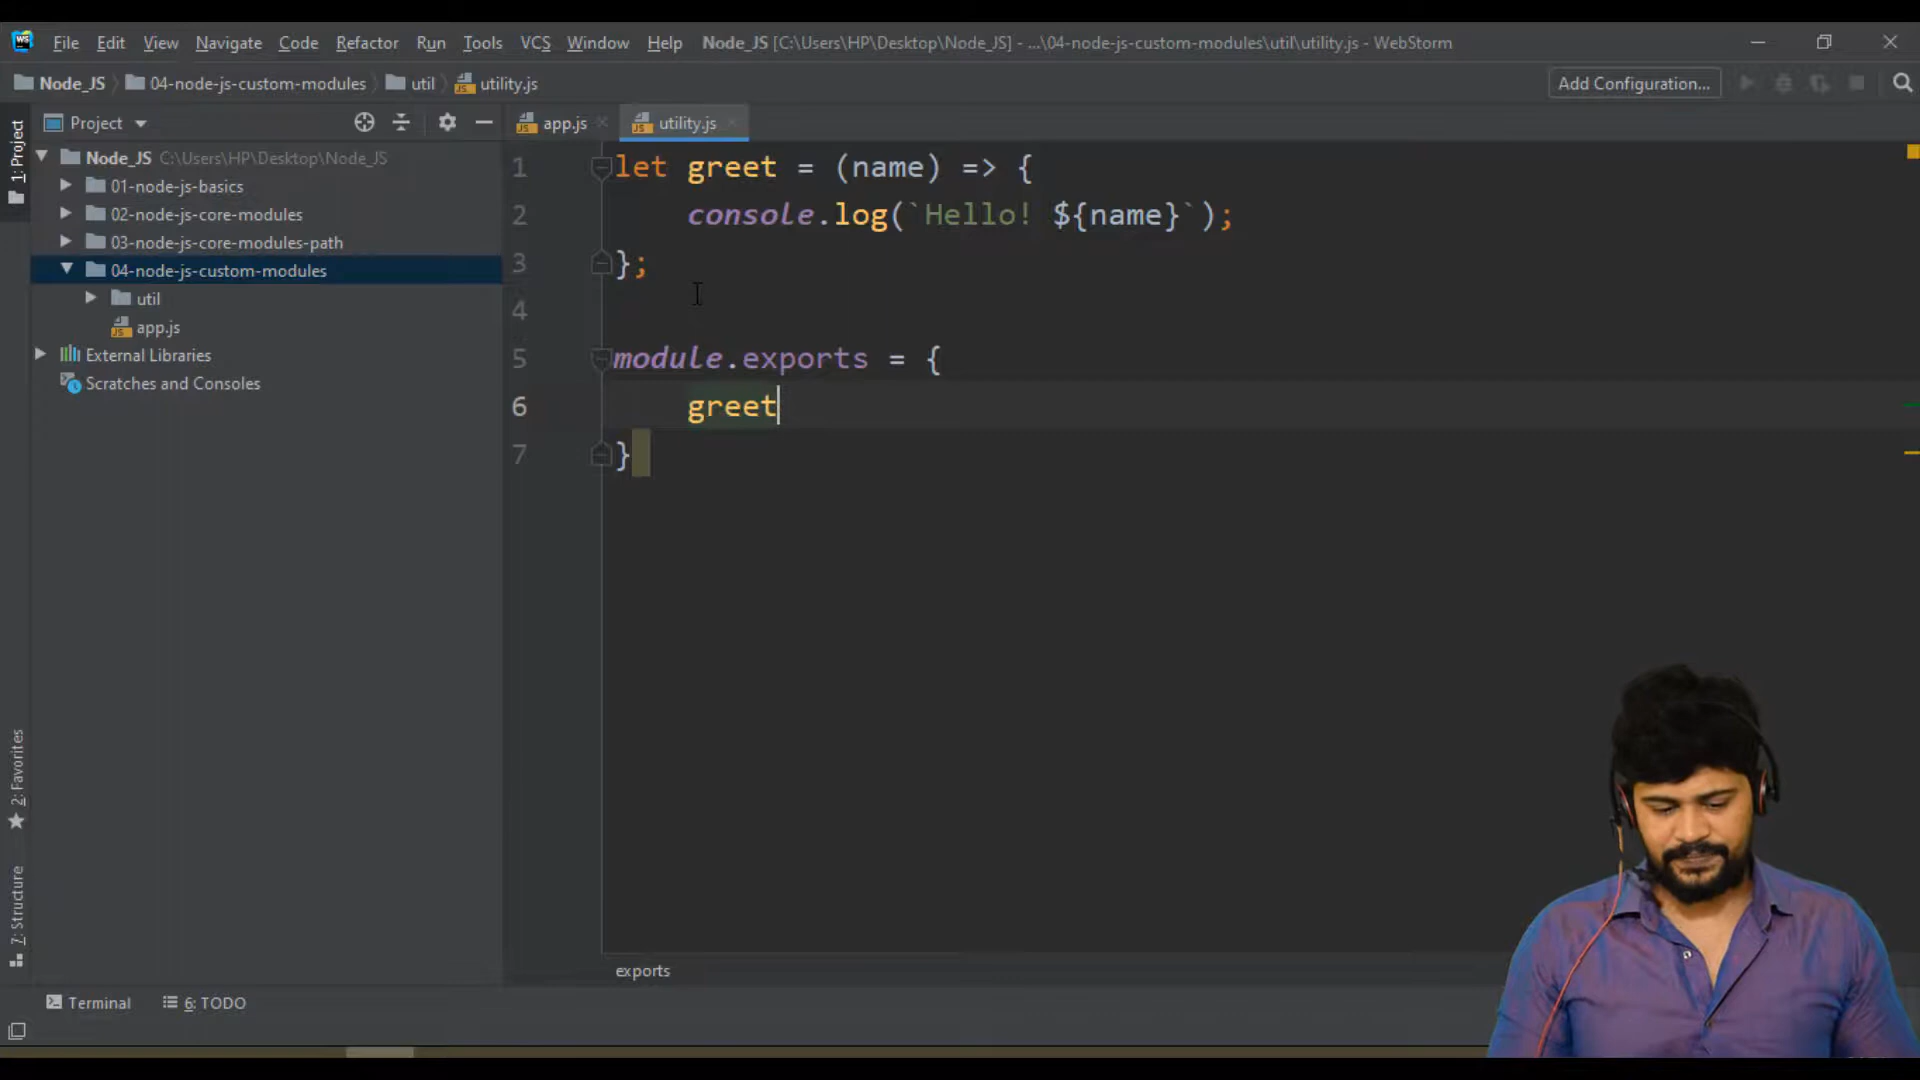 WS File Edit View Navigate Code Refactor Run Tools VCS Window Help Node_JS [C:\Users\HP\Desktop\Node_JS] - ...\04-node-js-custom-modules\util\utility.js - WebStorm
Node_JS 04-node-js-custom-modules util utility.js Add Configuration...
1: Project
Project
Node_JS C:\Users\HP\Desktop\Node_JS
01-node-js-basics
02-node-js-core-modules
03-node-js-core-modules-path
04-node-js-custom-modules
util
app.js
External Libraries
Scratches and Consoles
2: Favorites
7: Structure
app.js utility.js
1 let greet = (name) => {
2 console.log(`Hello! ${name}`);
3 };
4
5 module.exports = {
6 greet
7 }
exports
Terminal 6: TODO